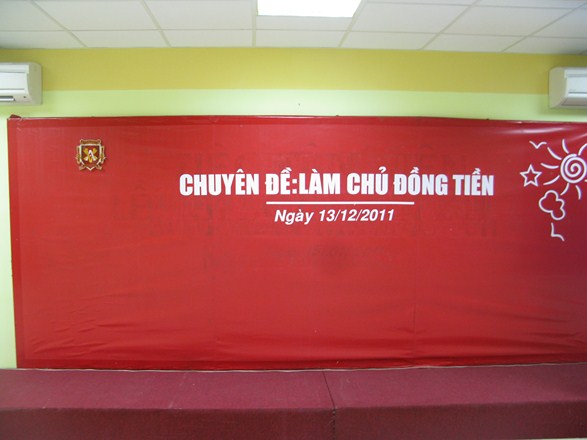 CHUYÊN ĐỀ:LÀM CHỦ ĐỒNG TIỀN
Ngày 13/12/2011